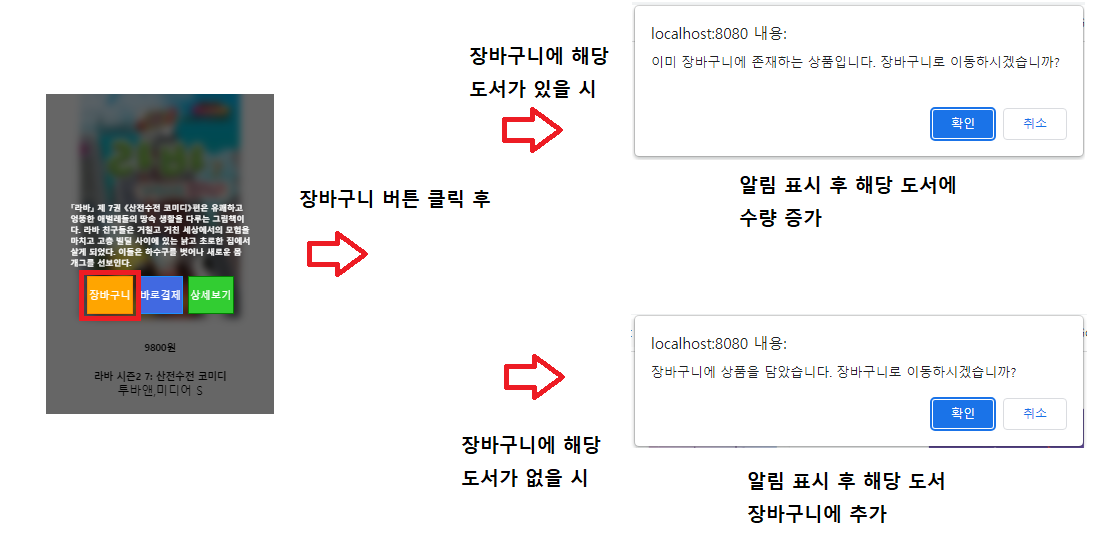 장바구니에 해당
도서가 있을 시
localhost:8080 내용:
이미 장바구니에 존재하는 상품입니다. 장바구니로 이동하시겠습니까?
확인
취소
알림 표시 후 해당 도서에
수량 증가
장바구니 버튼 클릭 후
「라바」 제 7권 《산전수전 코미디》편은 유쾌하고
엉뚱한 애벌레들의 땅속 생활을 다루는 그림책이
다. 라바 친구들은 거칠고 거친 세상에서의 모험을
마치고 고층 빌딜 사이에 있는 낡고 초로한 집에서
살게 되었다. 이들은 하수구를 벗어나 새로운 몸
개그를 선보인다.
장바구니
바로결제
상세보기
9800원
라바 시즌2 7: 산전수전 코미디
투바앤,미디어 S
localhost:8080 내용:
장바구니에 상품을 담았습니다. 장바구니로 이동하시겠습니까?
확인
취소
장바구니에 해당
도서가 없을 시
알림 표시 후 해당 도서
장바구니에 추가